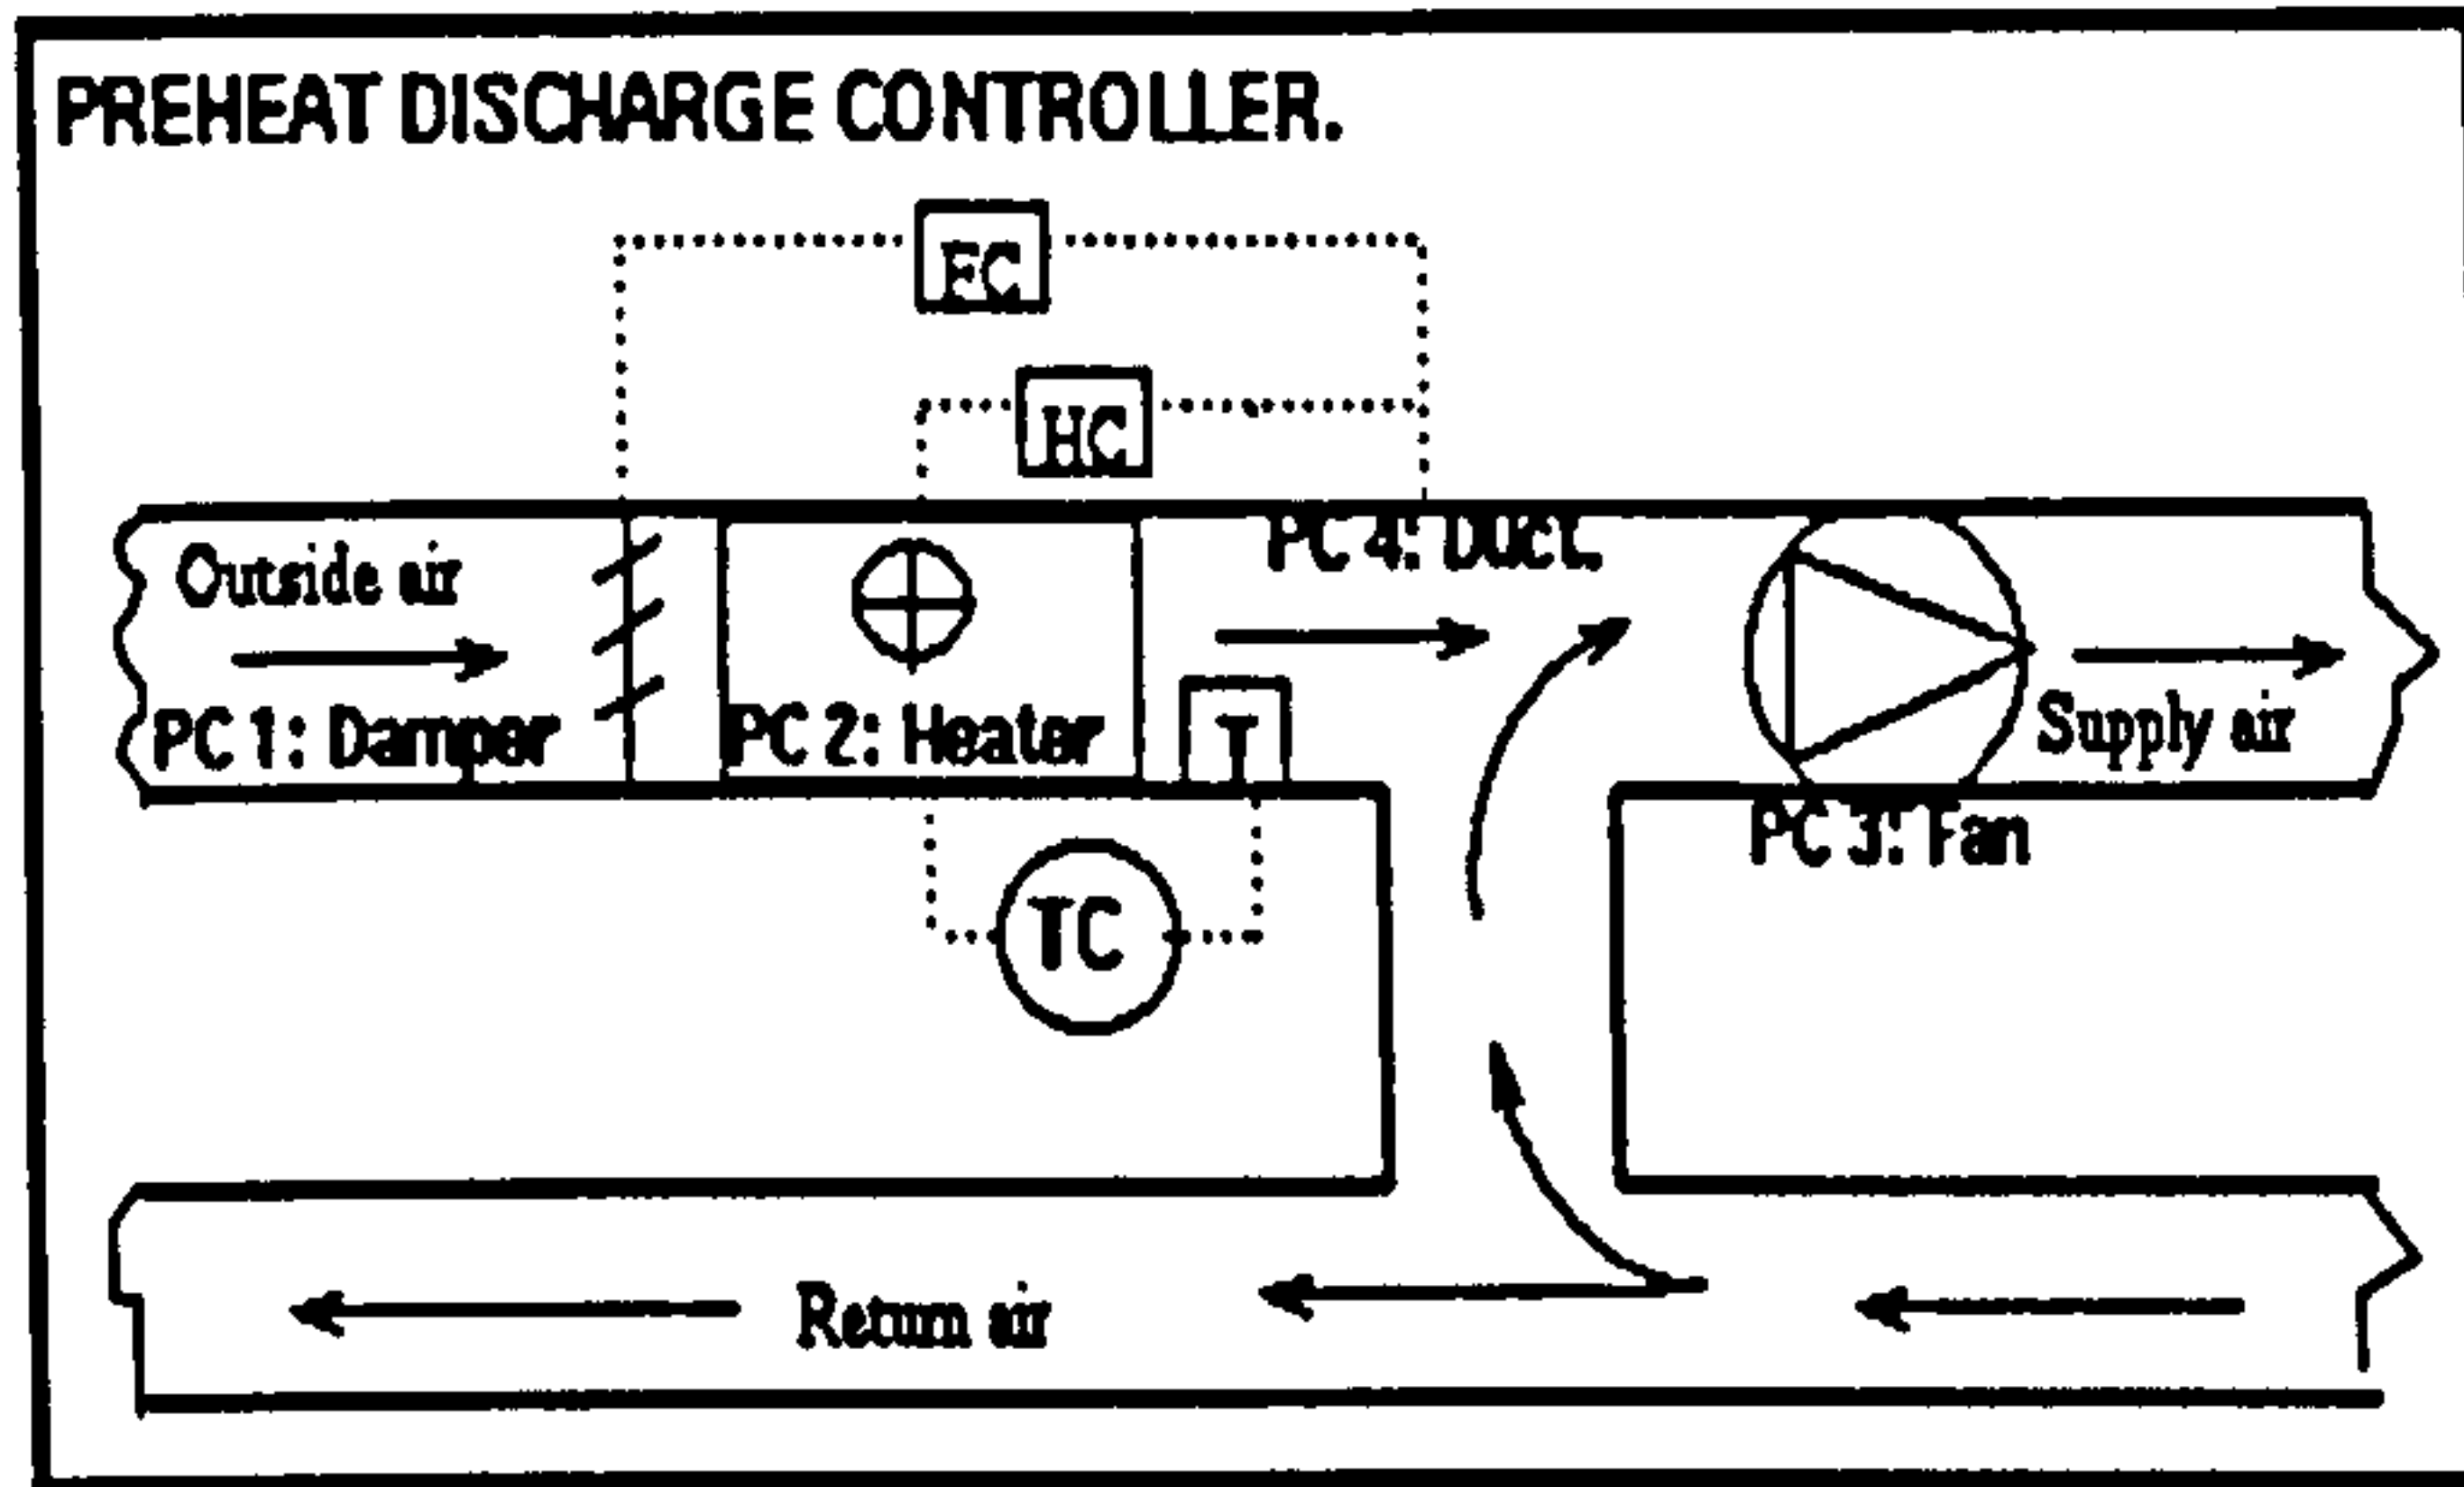 PREHEAT DISCHARGE CONTROLLER.
EC
HC
PC 4: Duct.
Outside air
PC 1: Damper
PC 2: Heater
T
Supply air
PC 3: Fan
TC
Return air